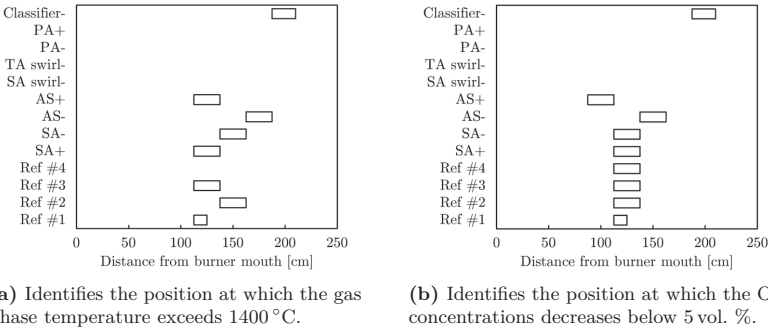 Classifier-
PA+
PA-
TA swirl-
SA swirl-
AS+
AS-
SA-
SA+
Ref #4
Ref #3
Ref #2
Ref #1
0 50 100 150 200 250
Distance from burner mouth [cm]
Identifies the position at which the gas
temperature exceeds 1400 °C.
Classifier-
PA+
PA-
TA swirl-
SA swirl-
AS+
AS-
SA-
SA+
Ref #4
Ref #3
Ref #2
Ref #1
0 50 100 150 200 250
Distance from burner mouth [cm]
(b) Identifies the position at which the
concentrations decreases below 5 vol. %.